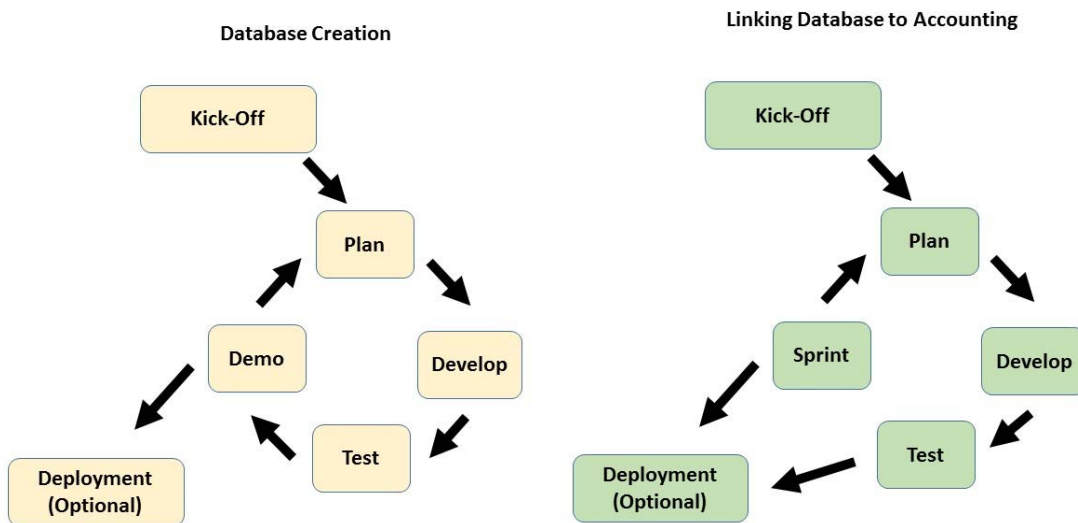 Database Creation
Kick-Off
Plan
Demo
Develop
Test
Deployment
(Optional)
Linking Database to Accounting
Kick-Off
Plan
Sprint
Develop
Test
Deployment
(Optional)